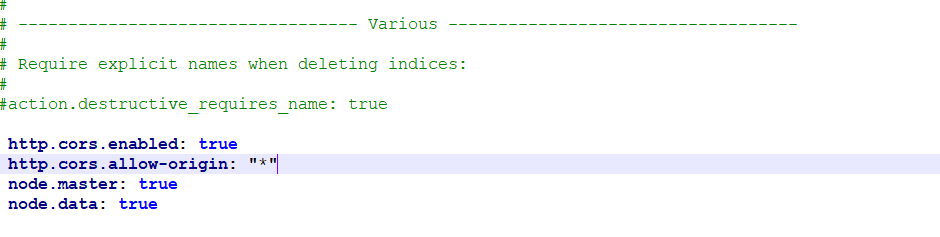 #
# ---------------------------------- Various -----------------------------------
#
# Require explicit names when deleting indices:
#
#action.destructive_requires_name: true
http.cors.enabled: true
http.cors.allow-origin: "*"
node.master: true
node.data: true